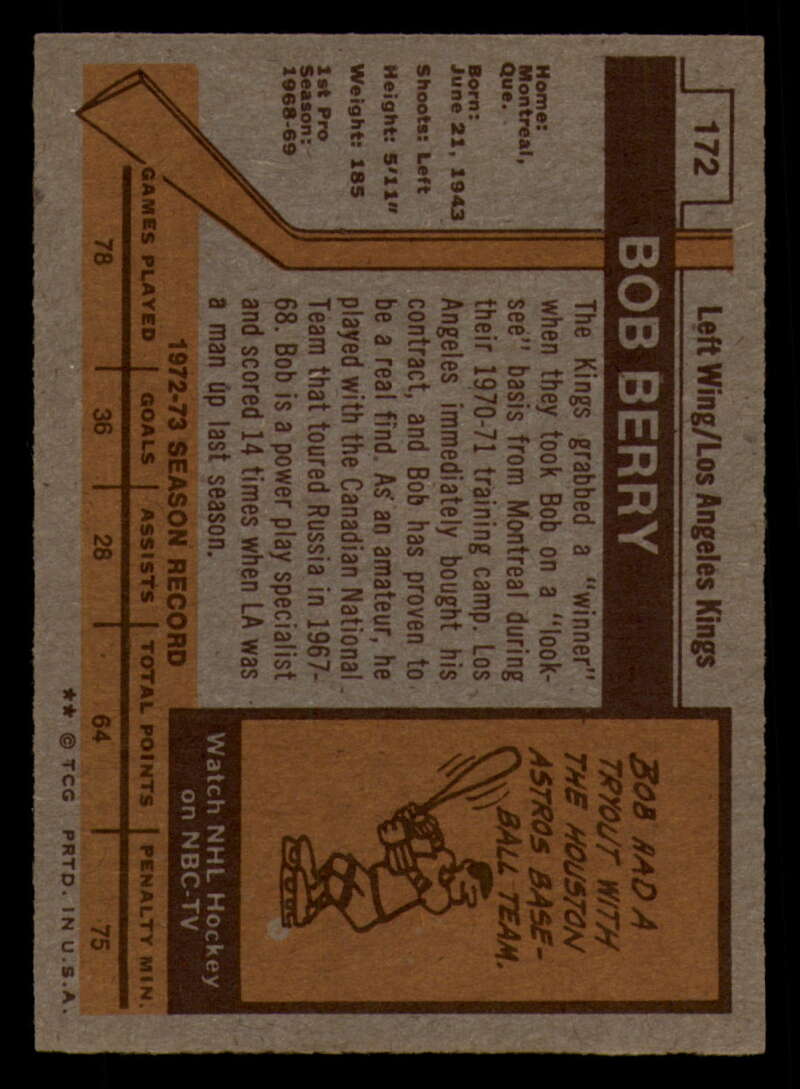 172
Left Wing/Los Angeles Kings
BOB BERRY
Home:
Montreal,
Que.
Born:
June 21, 1943
Shoots: Left
Height: 5'11"
Weight: 185
1st Pro
Season:
1968-69
The Kings grabbed a "winner"
when they took Bob on a "look-
see" basis from Montreal during
their 1970-71 training camp. Los
Angeles immediately bought his
contract, and Bob has proven to
be a real find. As an amateur, he
played with the Canadian National
Team that toured Russia in 1967-
68. Bob is a power play specialist
and scored 14 times when LA was
a man up last season.
BOB HAD A
TRYOUT WITH
THE HOUSTON
ASTROS BASE-
BALL TEAM.
Watch NHL Hockey
on NBC-TV
1972-73 SEASON RECORD
GAMES PLAYED GOALS ASSISTS TOTAL POINTS PENALTY MIN.
78 36 28 64 75
** © TCG PRTD. IN U.S.A.